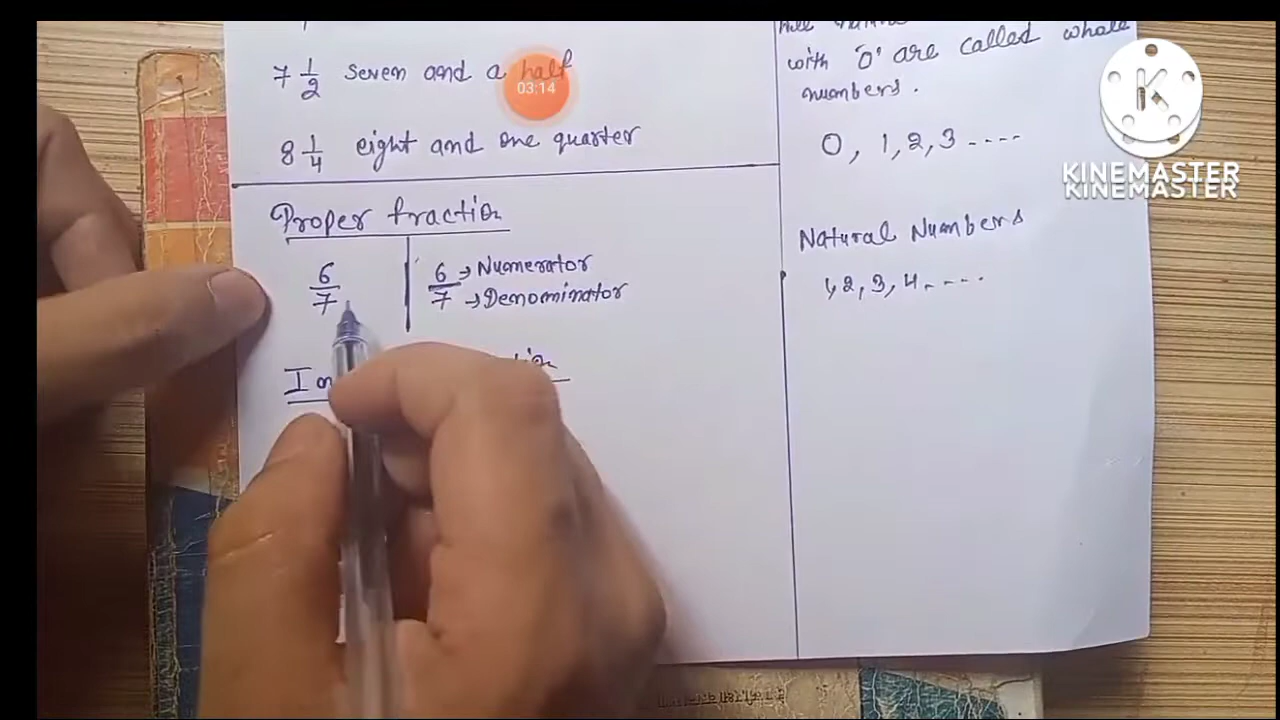 7 1/2 seven and a half
03:14
8 1/4 eight and one quarter
Proper fraction
6/7
6 → Numerator
7 → Denominator
with '0' are called whole
numbers.
0, 1, 2, 3 ----
Natural Numbers
1, 2, 3, 4 ----
KINEMASTER
KINEMASTER